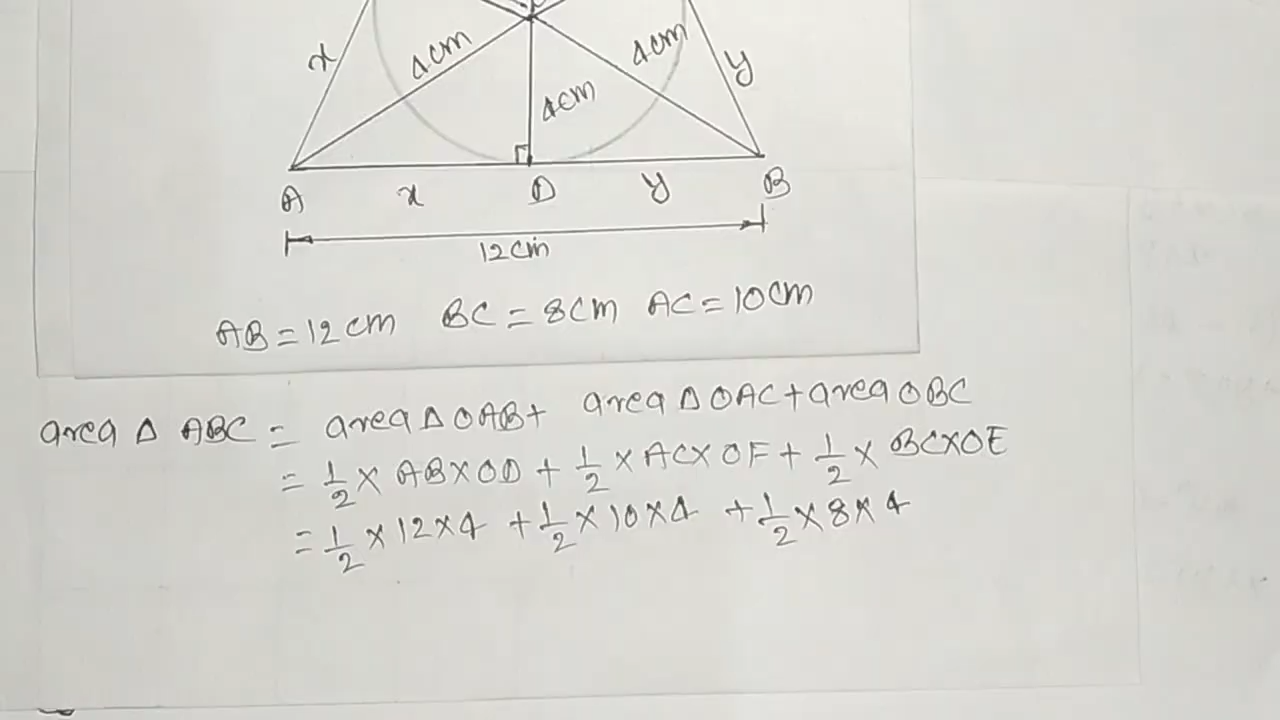 x 4cm 4cm y
4cm
A x D y B
12cm
AB = 12cm BC = 8cm AC = 10cm
area Δ ABC = area Δ OAB + area Δ OAC + area OBC
= 1/2 × AB × OD + 1/2 × AC × OF + 1/2 × BC × OE
= 1/2 × 12 × 4 + 1/2 × 10 × 4 + 1/2 × 8 × 4